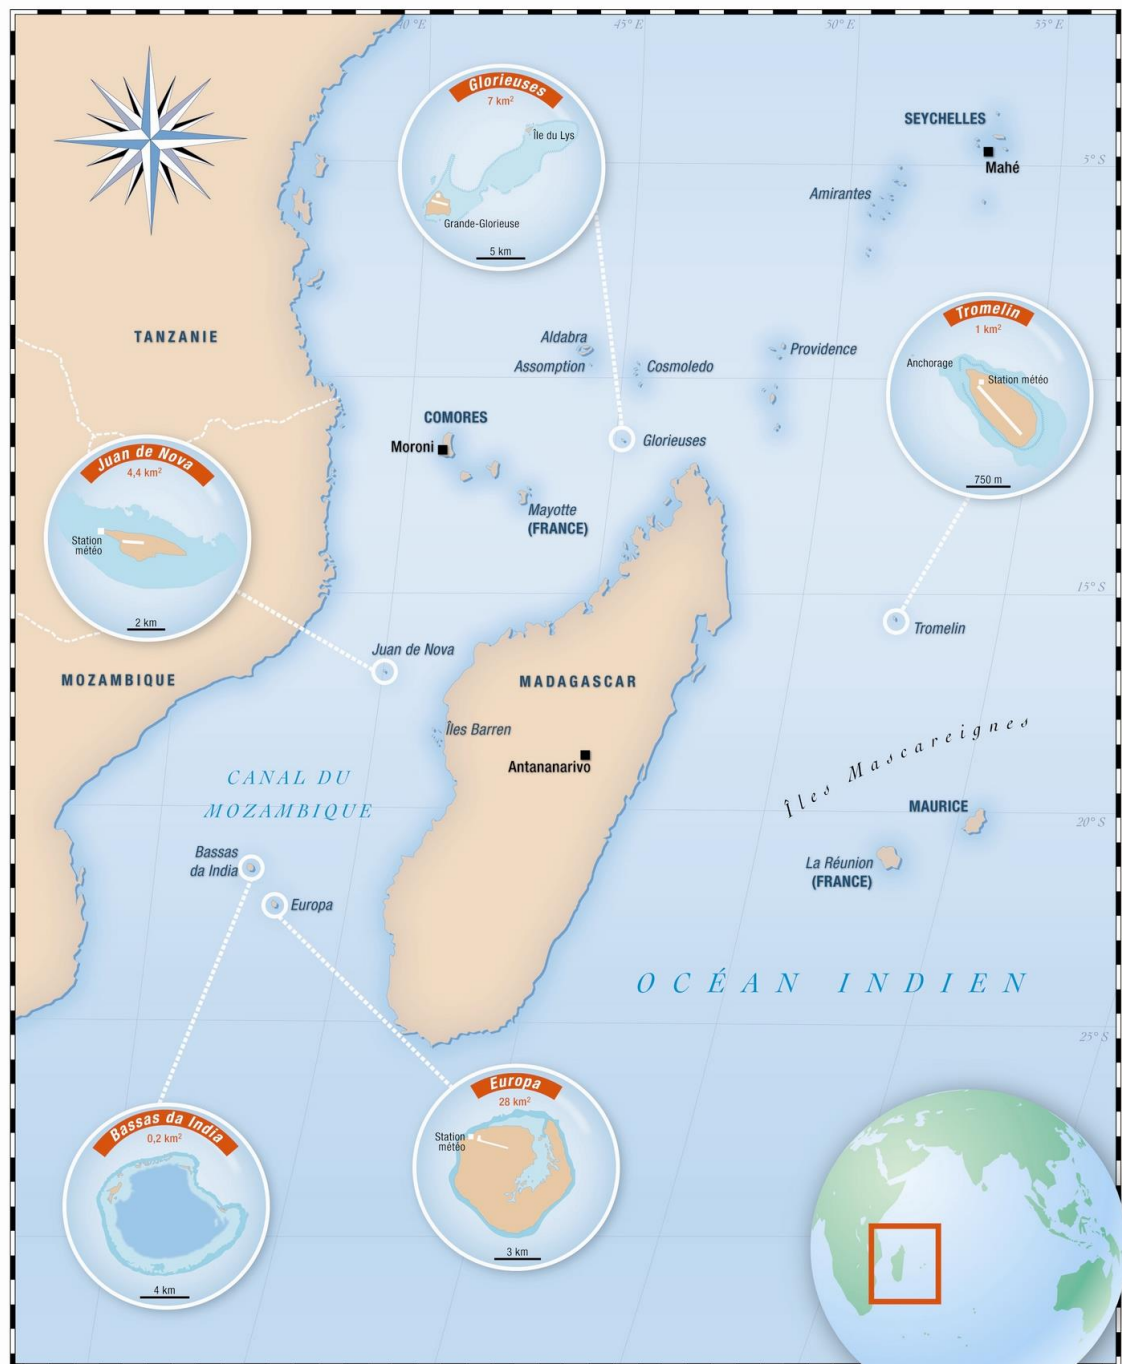 40°E
45°E
50°E
55°E
Glorieuses
7 km²
Île du Lys
Grande-Glorieuse
5 km
SEYCHELLES
Mahé
5°S
Amirantes
TANZANIE
Aldabra
Assomption
Cosmoledo
Providence
Tromelin
1 km²
Anchorage
Station météo
750 m
COMORES
Moroni
Glorieuses
Mayotte
(FRANCE)
Juan de Nova
4,4 km²
Station
météo
2 km
15°S
Tromelin
Juan de Nova
MOZAMBIQUE
MADAGASCAR
Îles Barren
Antananarivo
Îles Mascareignes
CANAL DU
MOZAMBIQUE
MAURICE
20°S
Bassas
da India
La Réunion
(FRANCE)
Europa
OCÉAN INDIEN
25°S
Europa
28 km²
Station
météo
3 km
Bassas da India
0,2 km²
4 km